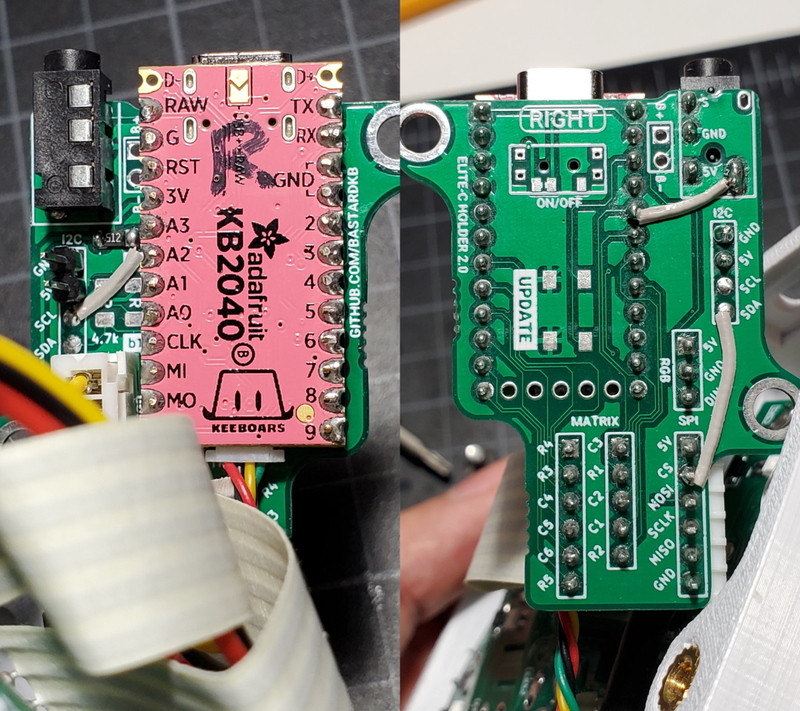 D-
D+
RAW
TX
G
RX
RST
GND
3V
A3
2
A2
3
A1
4
A0
5
CLK
6
MI
7
MO
8
9
adafruit
KB2040
KEEBOARS
GITHUB.COM/BASTARDKB
B+
I2C
512
SCL
SDA
4.7k
R4
RIGHT
ON/OFF
ELITE-C HOLDER 2.0
UPDATE
B+
B-
S
GND
5V
I2C
GND
5V
SCL
SDA
RGB
5V
GND
DIN
MATRIX
R4
R3
C4
C5
C6
R5
C3
R1
C2
C1
R2
SPI
5V
CS
MOSI
SCLK
MISO
GND